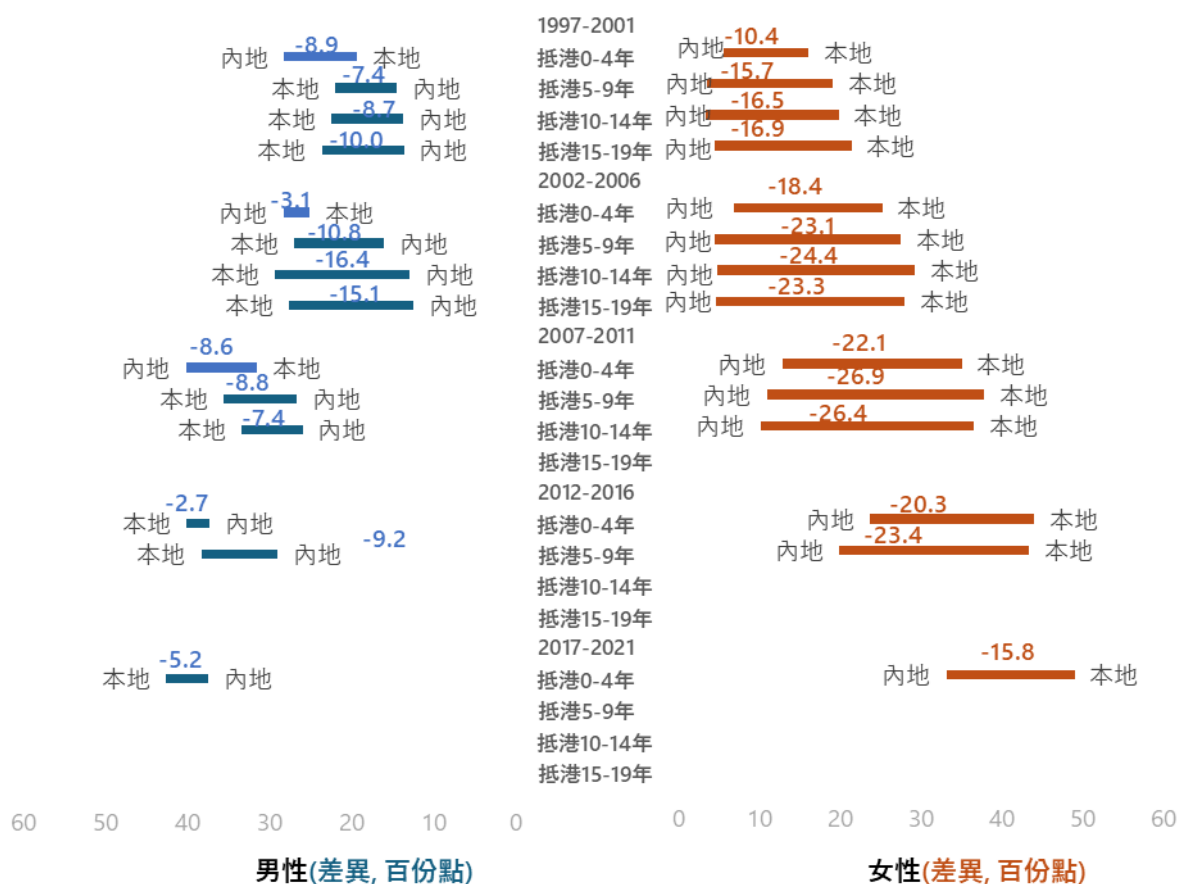 1997-2001
內地 -8.9 本地 抵港0-4年 內地 -10.4 本地
本地 -7.4 內地 抵港5-9年 內地 -15.7 本地
本地 -8.7 內地 抵港10-14年 內地 -16.5 本地
本地 -10.0 內地 抵港15-19年 內地 -16.9 本地
2002-2006
內地 -3.1 本地 抵港0-4年 內地 -18.4 本地
本地 -10.8 內地 抵港5-9年 內地 -23.1 本地
本地 -16.4 內地 抵港10-14年 內地 -24.4 本地
本地 -15.1 內地 抵港15-19年 內地 -23.3 本地
2007-2011
內地 -8.6 本地 抵港0-4年 內地 -22.1 本地
本地 -8.8 內地 抵港5-9年 內地 -26.9 本地
本地 -7.4 內地 抵港10-14年 內地 -26.4 本地
抵港15-19年
2012-2016
本地 -2.7 內地 抵港0-4年 內地 -20.3 本地
本地 內地 -9.2 抵港5-9年 內地 -23.4 本地
抵港10-14年
抵港15-19年
2017-2021
本地 -5.2 內地 抵港0-4年 內地 -15.8 本地
抵港5-9年
抵港10-14年
抵港15-19年
60 50 40 30 20 10 0 0 10 20 30 40 50 60
男性(差異, 百份點) 女性(差異, 百份點)